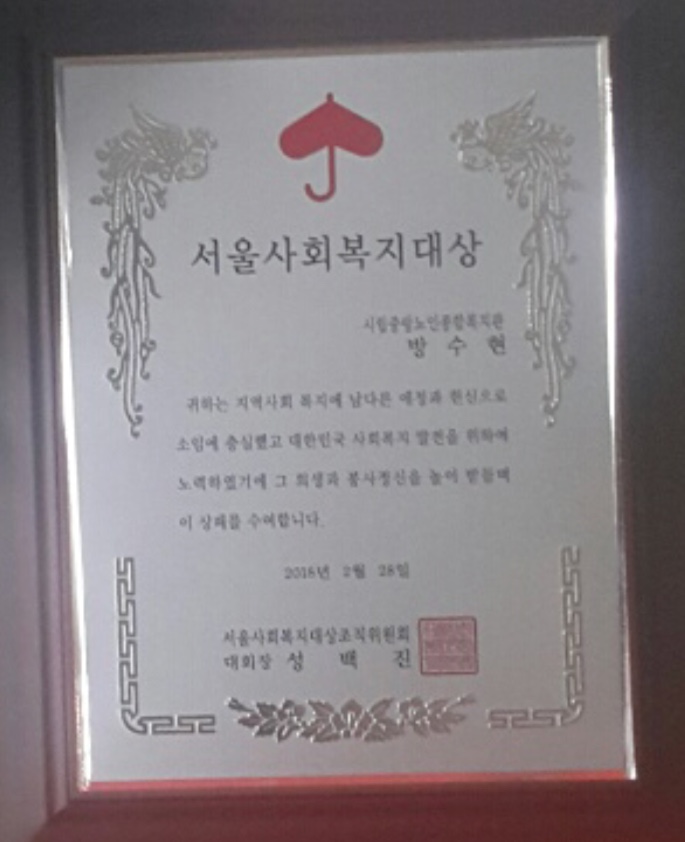 서울사회복지대상
시립중랑노인종합복지관
방 수 현
귀하는 지역사회 복지에 남다른 애정과 헌신으로
소임에 충실했고 대한민국 사회복지 발전을 위하여
노력하였기에 그 희생과 봉사정신을 높이 받들며
이 상패를 수여합니다.
2018년 2월 28일
서울사회복지대상조직위원회
대회장 성 백 진